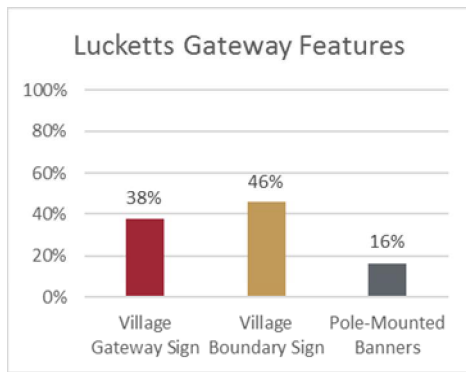 Lucketts Gateway Features
100%
80%
60%
40%
20%
0%
38%
46%
16%
Village
Gateway Sign
Village
Boundary Sign
Pole-Mounted
Banners